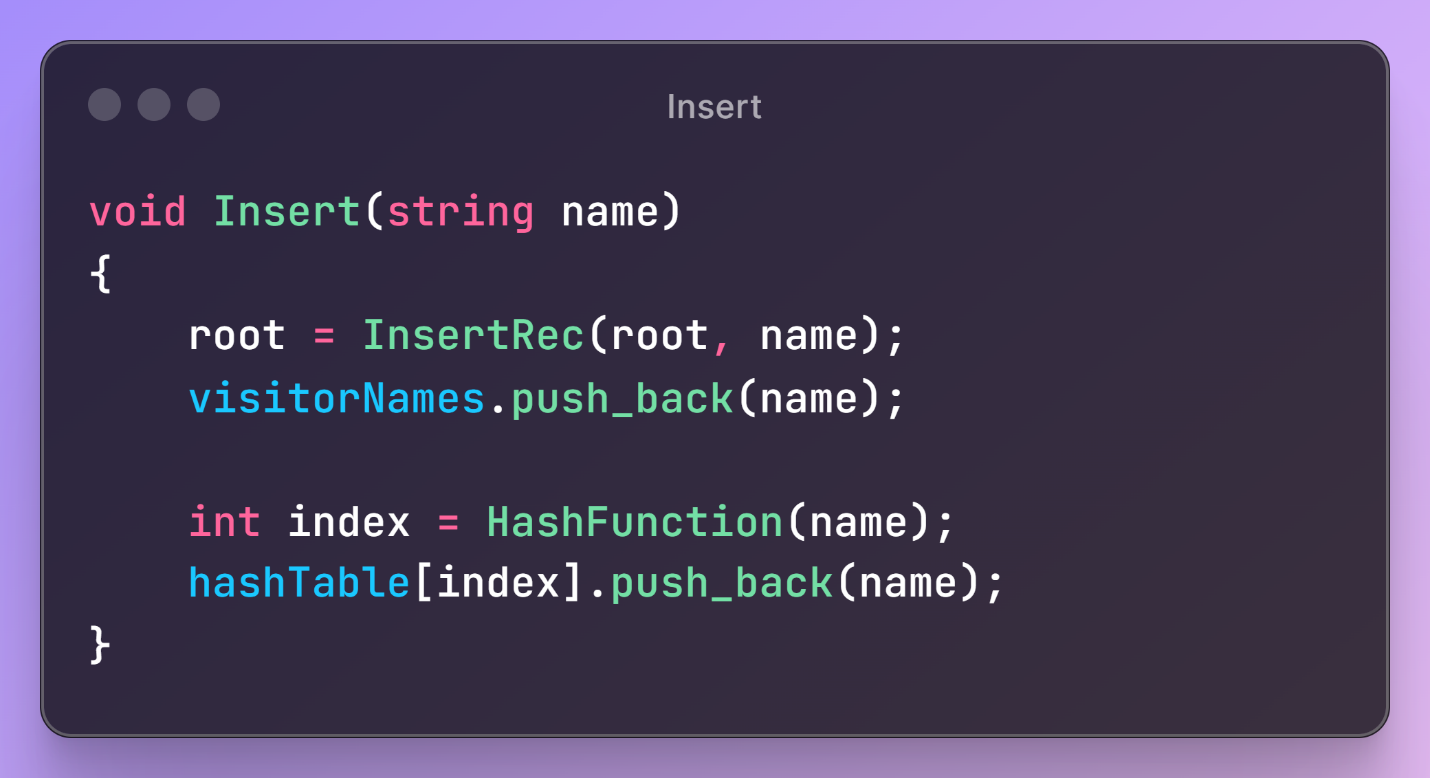 Insert
void Insert(string name)
{
    root = InsertRec(root, name);
    visitorNames.push_back(name);

    int index = HashFunction(name);
    hashTable[index].push_back(name);
}